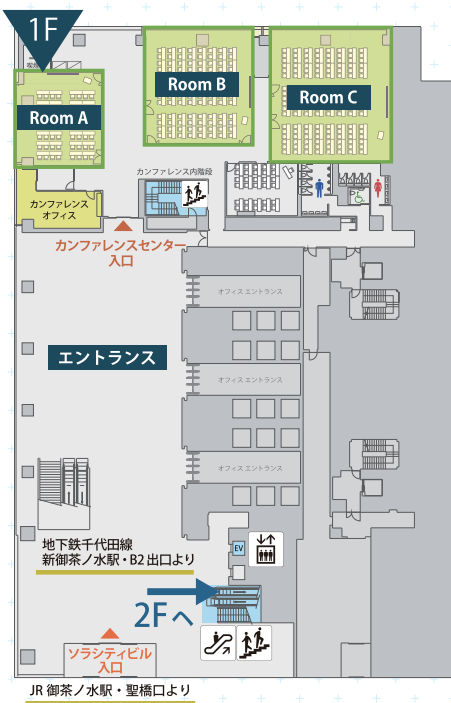 1F
喫煙
Room A
Room B
Room C
カンファレンス
オフィス
カンファレンス内階段
カンファレンスセンター
入口
オフィス エントランス
エントランス
オフィス エントランス
オフィス エントランス
地下鉄千代田線
新御茶ノ水駅・B2出口より
EV
2Fへ
ソラシティビル
入口
JR 御茶ノ水駅・聖橋口より